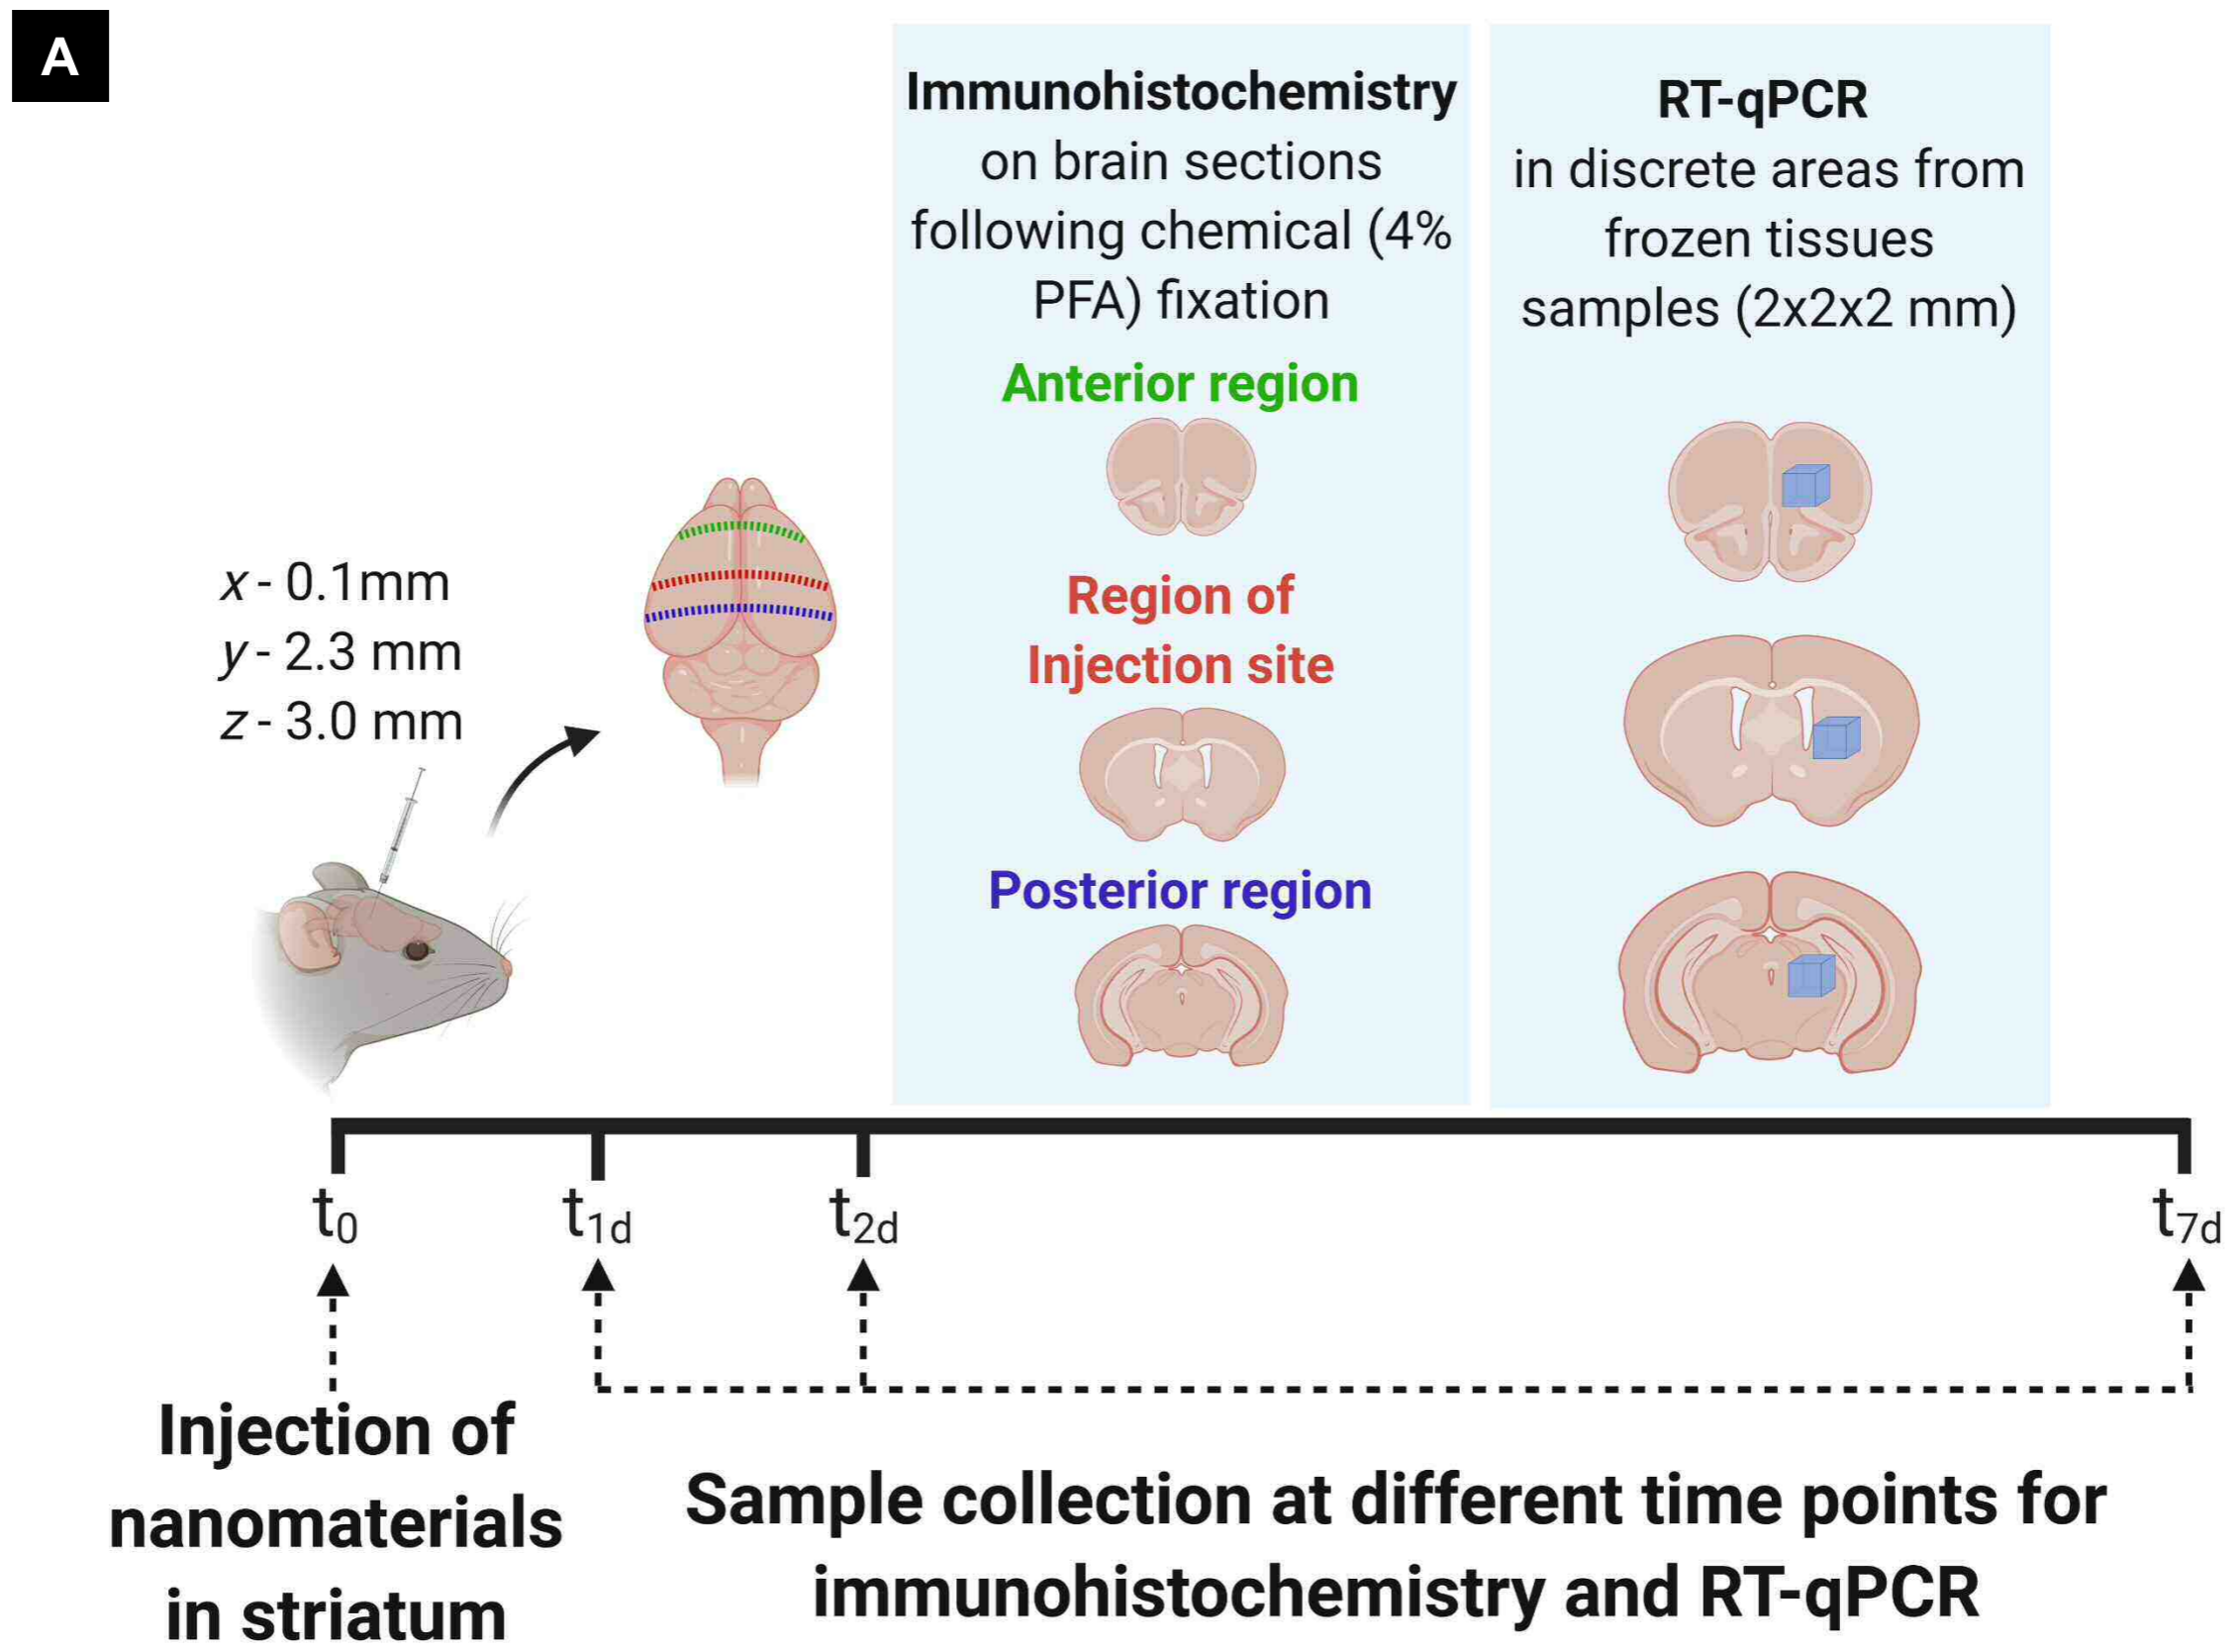 A
Immunohistochemistry
on brain sections
following chemical (4%
PFA) fixation
Anterior region
Region of
Injection site
Posterior region
RT-qPCR
in discrete areas from
frozen tissues
samples (2x2x2 mm)
x - 0.1mm
y - 2.3 mm
z - 3.0 mm
t0
t1d
t2d
t7d
Injection of
nanomaterials
in striatum
Sample collection at different time points for
immunohistochemistry and RT-qPCR